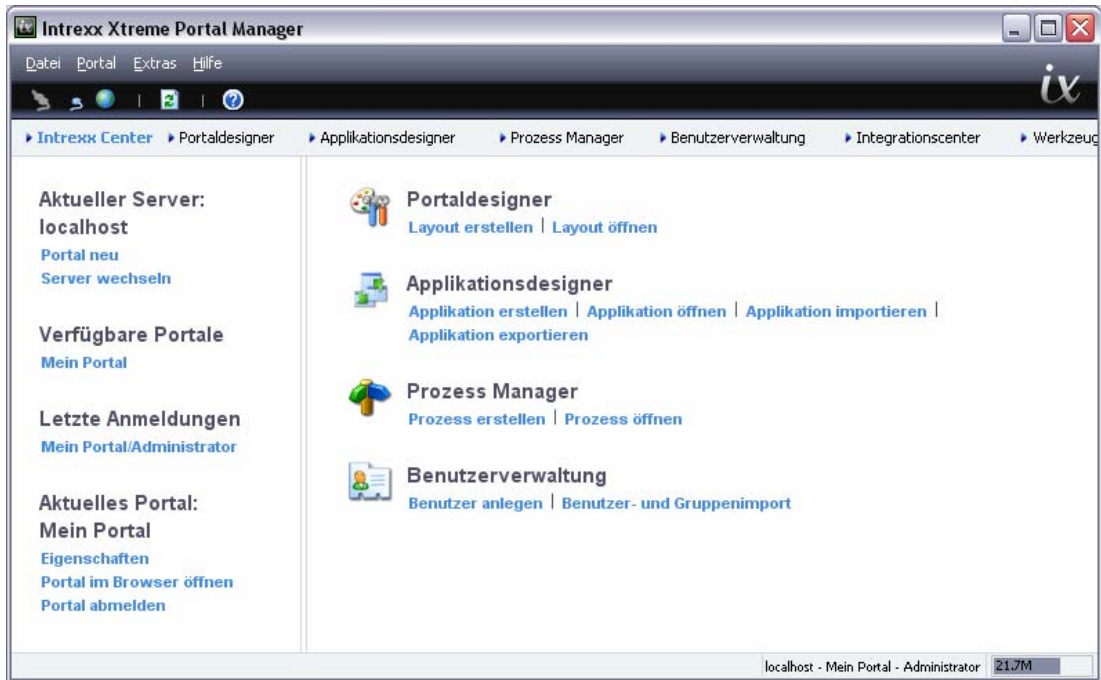 Intrexx Xtreme Portal Manager
Datei Portal Extras Hilfe
ix
Intrexx Center Portaldesigner Applikationsdesigner Prozess Manager Benutzerverwaltung Integrationscenter Werkzeug
Aktueller Server:
localhost
Portal neu
Server wechseln
Verfügbare Portale
Mein Portal
Letzte Anmeldungen
Mein Portal/Administrator
Aktuelles Portal:
Mein Portal
Eigenschaften
Portal im Browser öffnen
Portal abmelden
Portaldesigner
Layout erstellen | Layout öffnen
Applikationsdesigner
Applikation erstellen | Applikation öffnen | Applikation importieren |
Applikation exportieren
Prozess Manager
Prozess erstellen | Prozess öffnen
Benutzerverwaltung
Benutzer anlegen | Benutzer- und Gruppenimport
localhost - Mein Portal - Administrator 21.7M